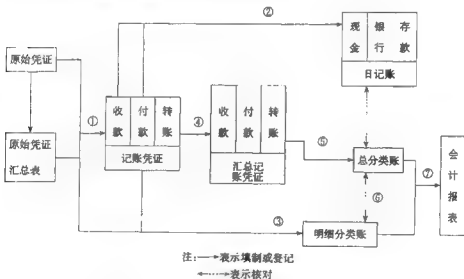 ②
现 银 存
金 行 款
日记账
原始凭证
①
收 付 转
款 款 账
记账凭证
④
收 付 转
款 款 账
汇总记
账凭证
原始凭证
汇总表
⑤
总分类账
⑦
会
计
报
表
⑥
③
明细分类账
注:——表示填制或登记
表示核对